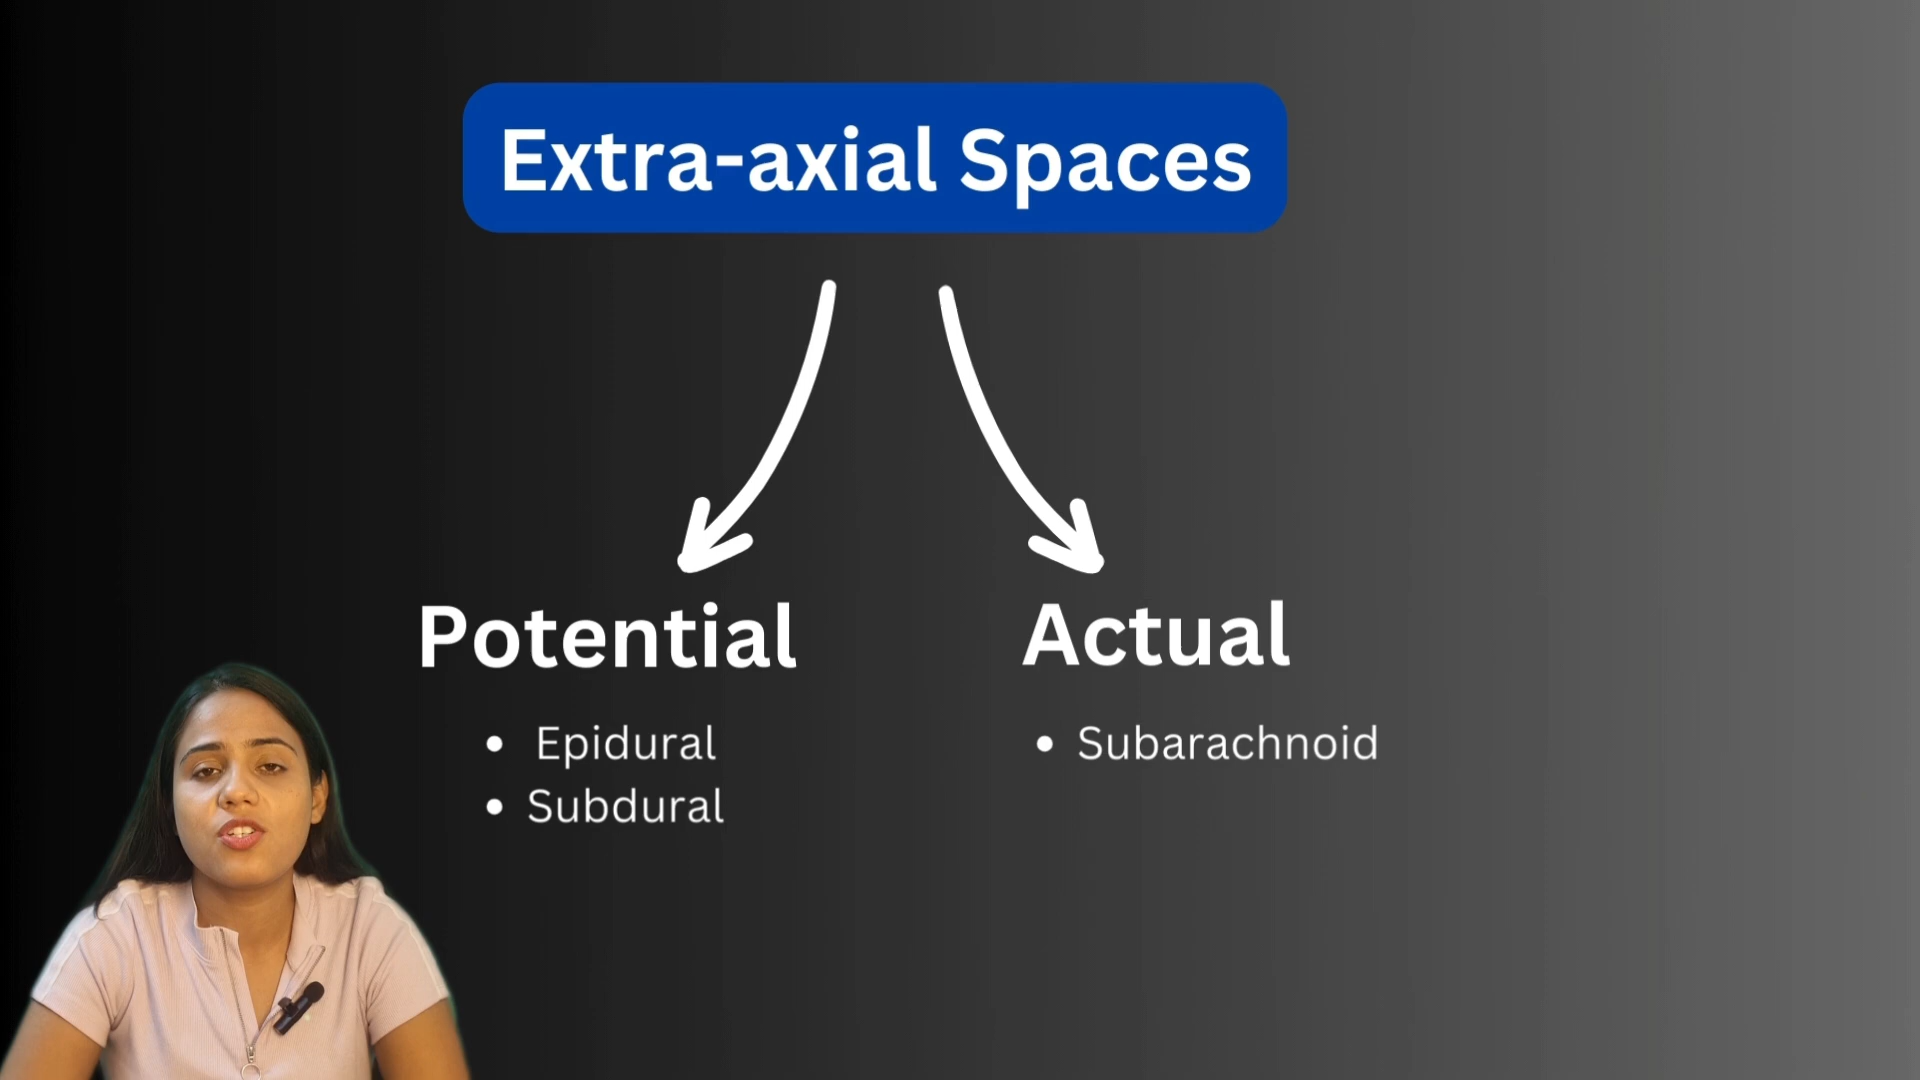 Extra-axial Spaces
Potential
Actual
• Epidural
• Subdural
• Subarachnoid